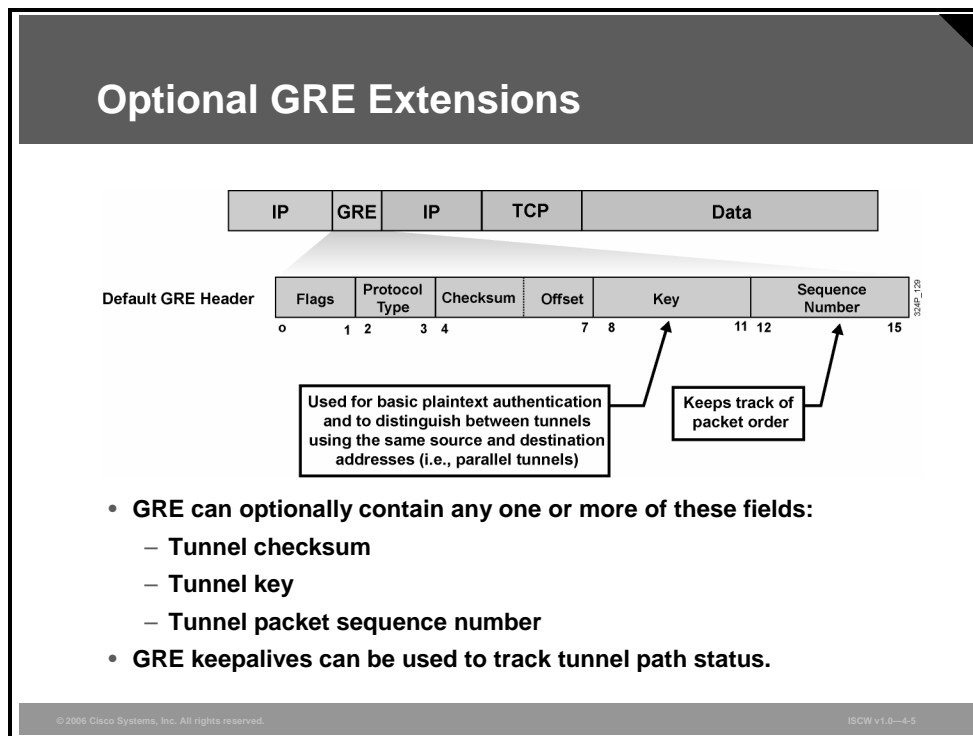 Optional GRE Extensions
IP GRE IP TCP Data
Default GRE Header
Flags Protocol Type Checksum Offset Key Sequence Number
o 1 2 3 4 7 8 11 12 15
324P_129
Used for basic plaintext authentication
and to distinguish between tunnels
using the same source and destination
addresses (i.e., parallel tunnels)
Keeps track of
packet order
• GRE can optionally contain any one or more of these fields:
– Tunnel checksum
– Tunnel key
– Tunnel packet sequence number
• GRE keepalives can be used to track tunnel path status.
© 2006 Cisco Systems, Inc. All rights reserved. ISCW v1.0—4-5